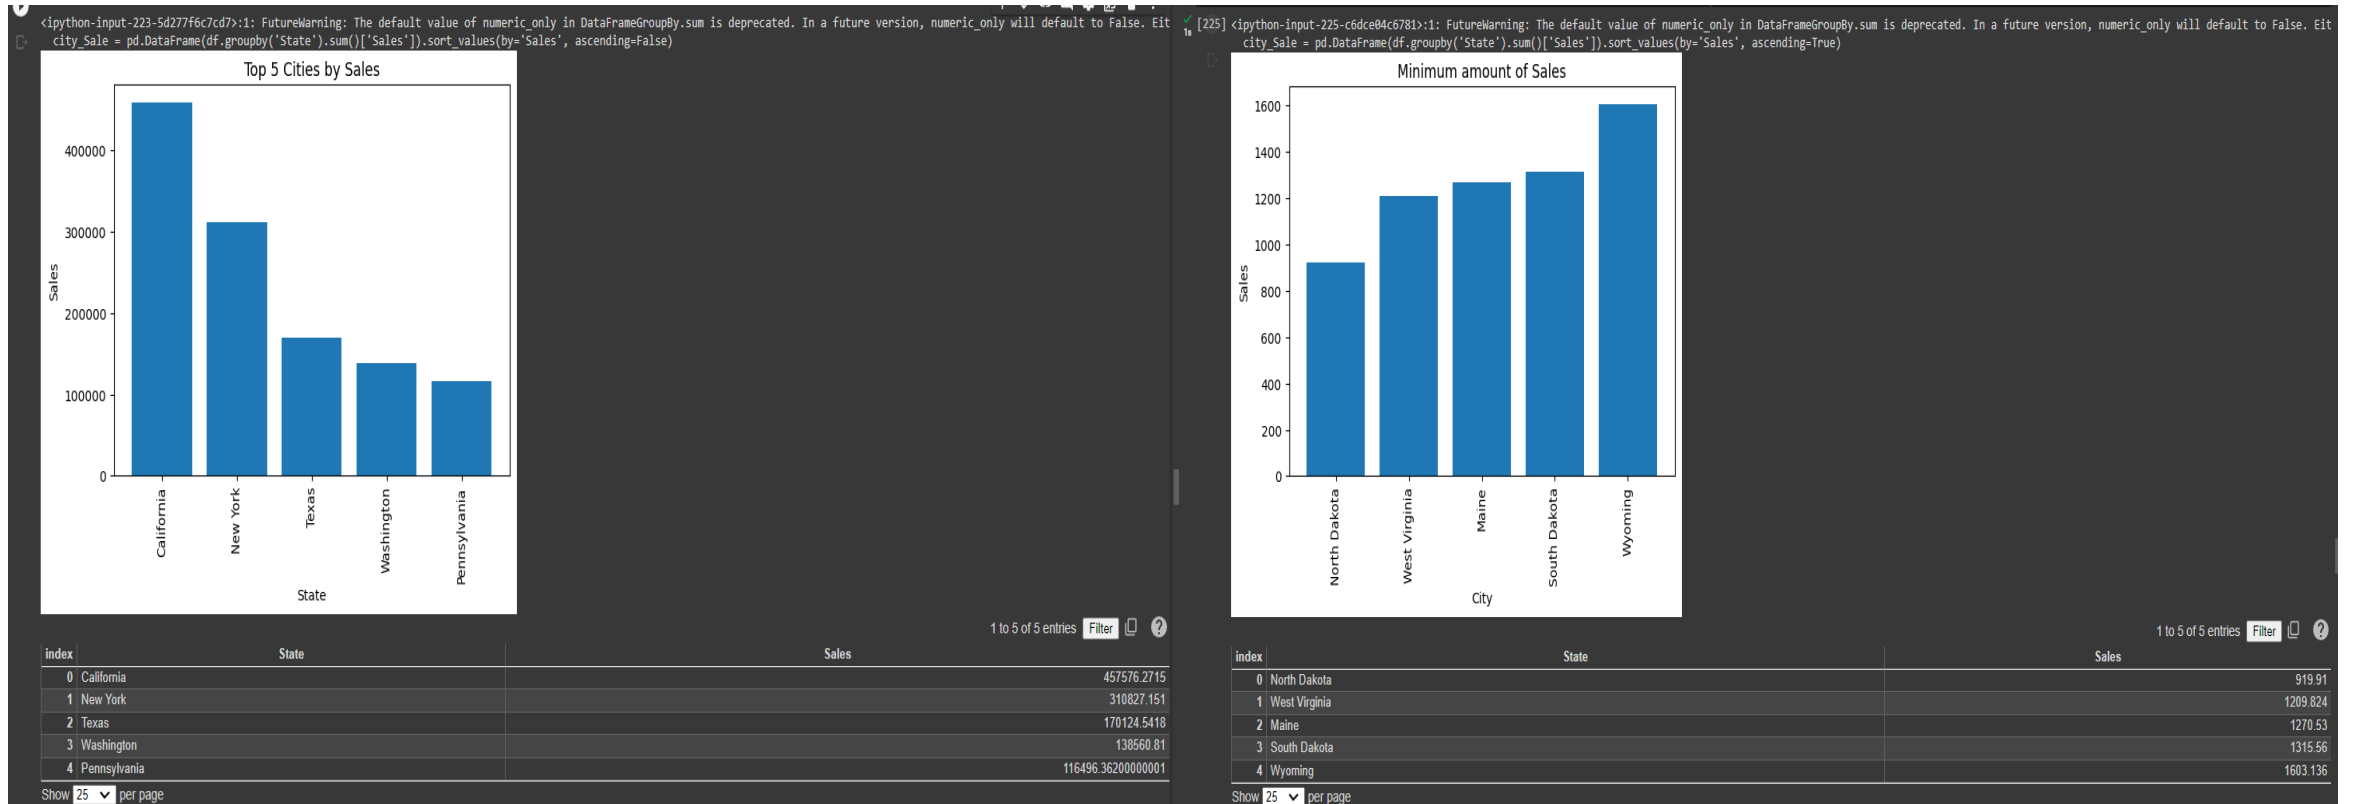 <ipython-input-223-5d277f6c7cd7>:1: FutureWarning: The default value of numeric_only in DataFrameGroupBy.sum is deprecated. In a future version, numeric_only will default to False. Eit
city_Sale = pd.DataFrame(df.groupby('State').sum()['Sales']).sort_values(by='Sales', ascending=False)
Top 5 Cities by Sales
400000
300000
200000
100000
0
Sales
California
New York
Texas
Washington
Pennsylvania
State
1 to 5 of 5 entries Filter
index State Sales
0 California 457576.2715
1 New York 310827.151
2 Texas 170124.5418
3 Washington 138560.81
4 Pennsylvania 116496.36200000001
Show 25 per page
[225] <ipython-input-225-c6dce04c6781>:1: FutureWarning: The default value of numeric_only in DataFrameGroupBy.sum is deprecated. In a future version, numeric_only will default to False. Eit
1s
city_Sale = pd.DataFrame(df.groupby('State').sum()['Sales']).sort_values(by='Sales', ascending=True)
Minimum amount of Sales
1600
1400
1200
1000
800
600
400
200
0
Sales
North Dakota
West Virginia
Maine
South Dakota
Wyoming
City
1 to 5 of 5 entries Filter
index State Sales
0 North Dakota 919.91
1 West Virginia 1209.824
2 Maine 1270.53
3 South Dakota 1315.56
4 Wyoming 1603.136
Show 25 per page